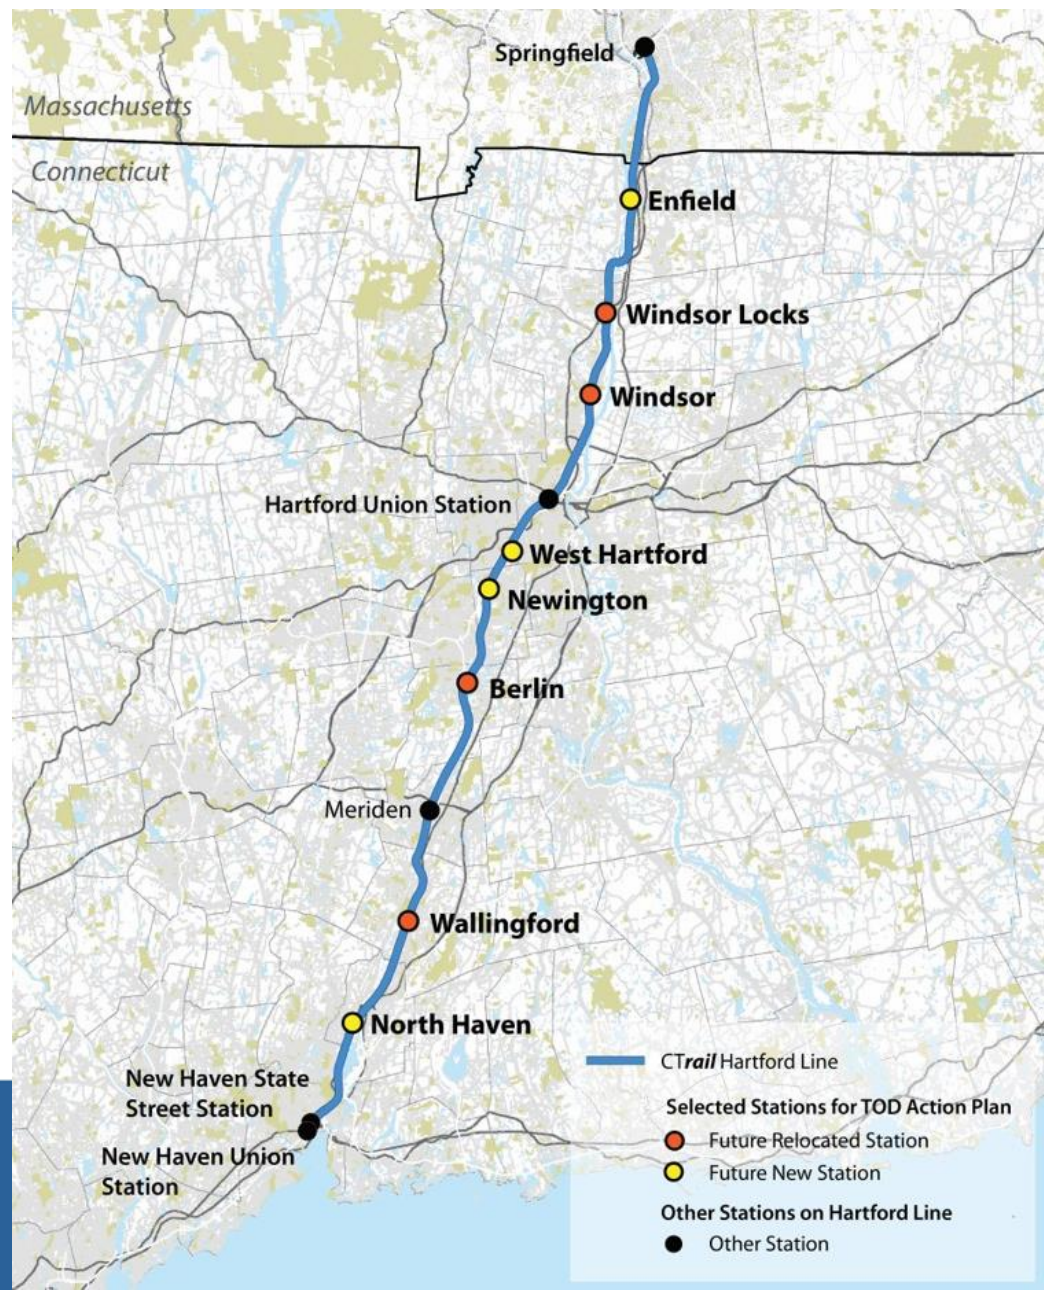 Springfield
Massachusetts
Connecticut
Enfield
Windsor Locks
Windsor
Hartford Union Station
West Hartford
Newington
Berlin
Meriden
Wallingford
North Haven
New Haven State
Street Station
New Haven Union
Station
CTrail Hartford Line
Selected Stations for TOD Action Plan
Future Relocated Station
Future New Station
Other Stations on Hartford Line
Other Station